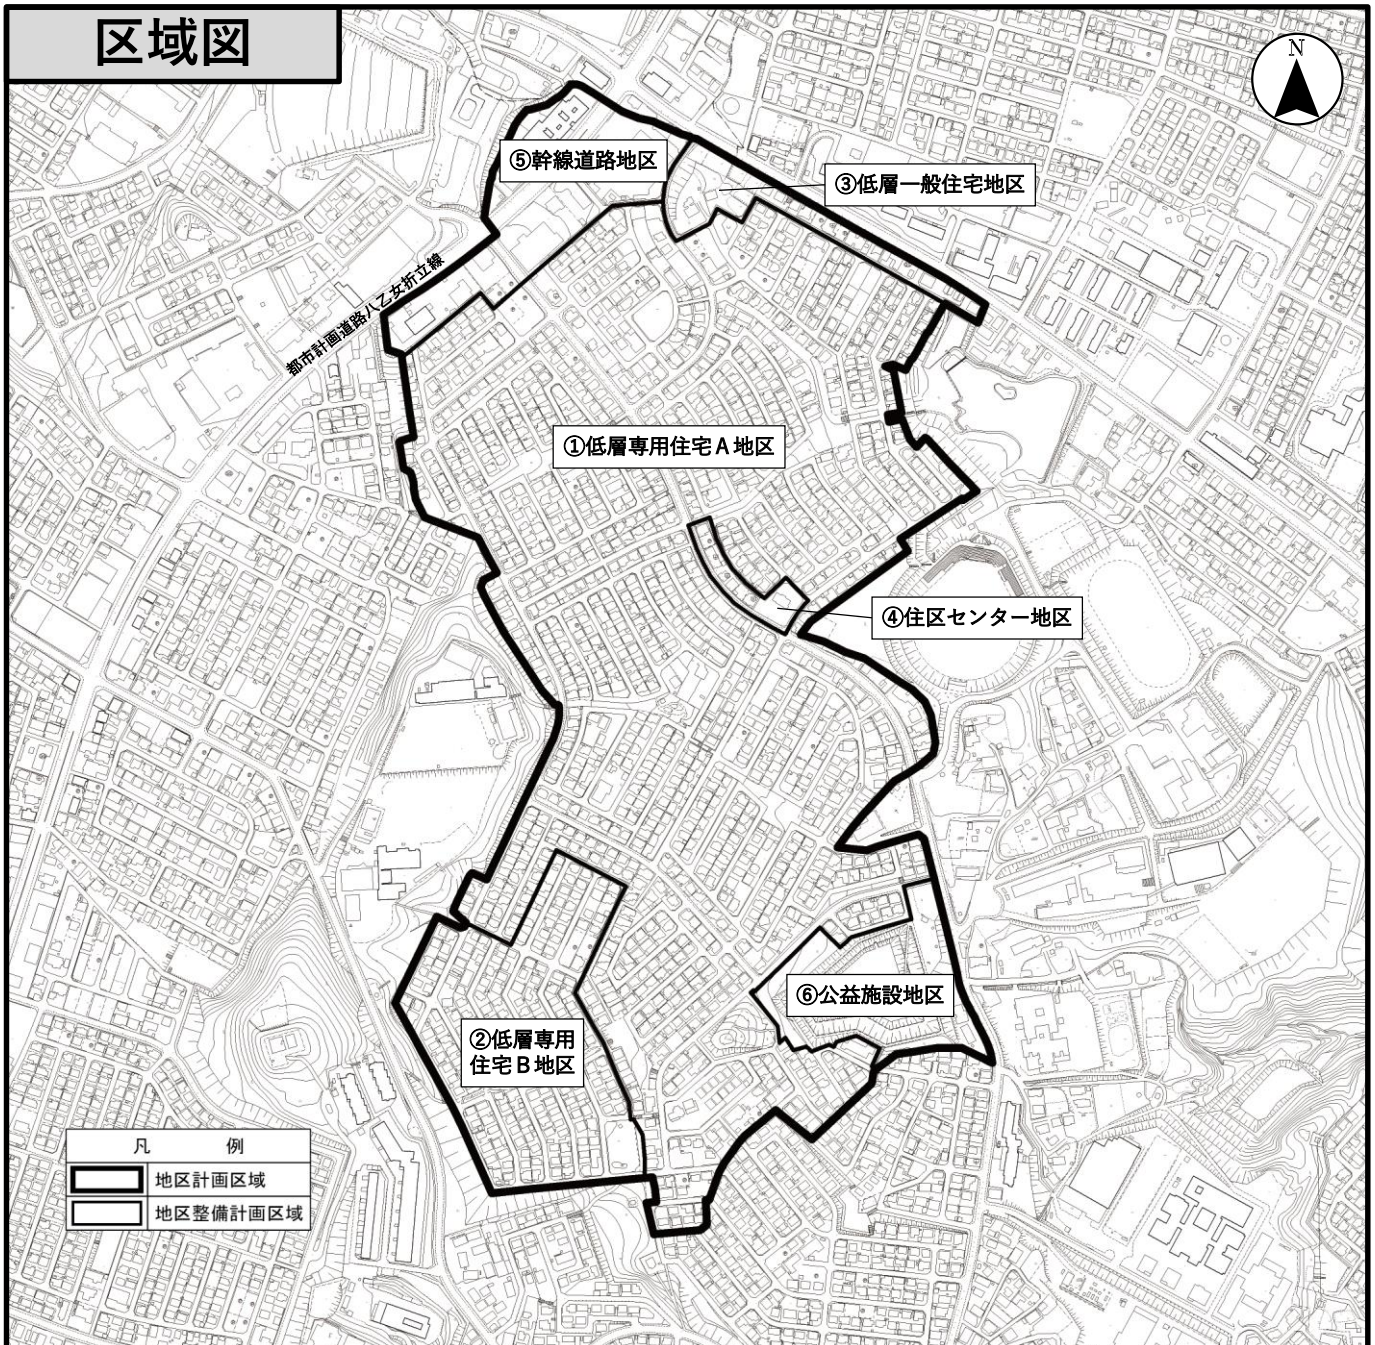 区域図
N
⑤幹線道路地区
③低層一般住宅地区
都市計画道路八乙女折立線
①低層専用住宅A地区
④住区センター地区
⑥公益施設地区
②低層専用
住宅B地区
凡 例
地区計画区域
地区整備計画区域